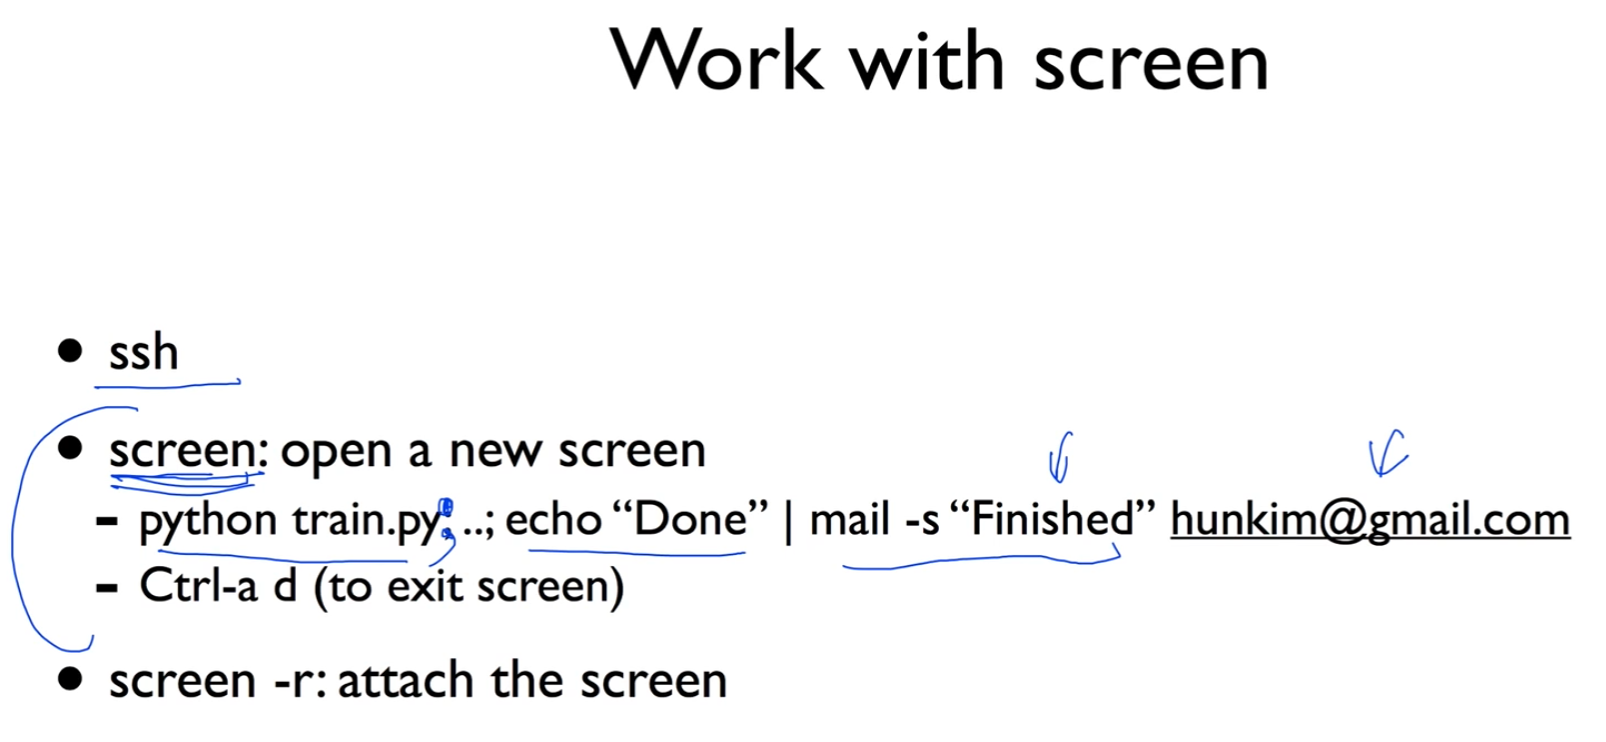 Work with screen
• ssh
• screen: open a new screen
- python train.py; ..; echo “Done” | mail -s “Finished” hunkim@gmail.com
- Ctrl-a d (to exit screen)
• screen -r: attach the screen